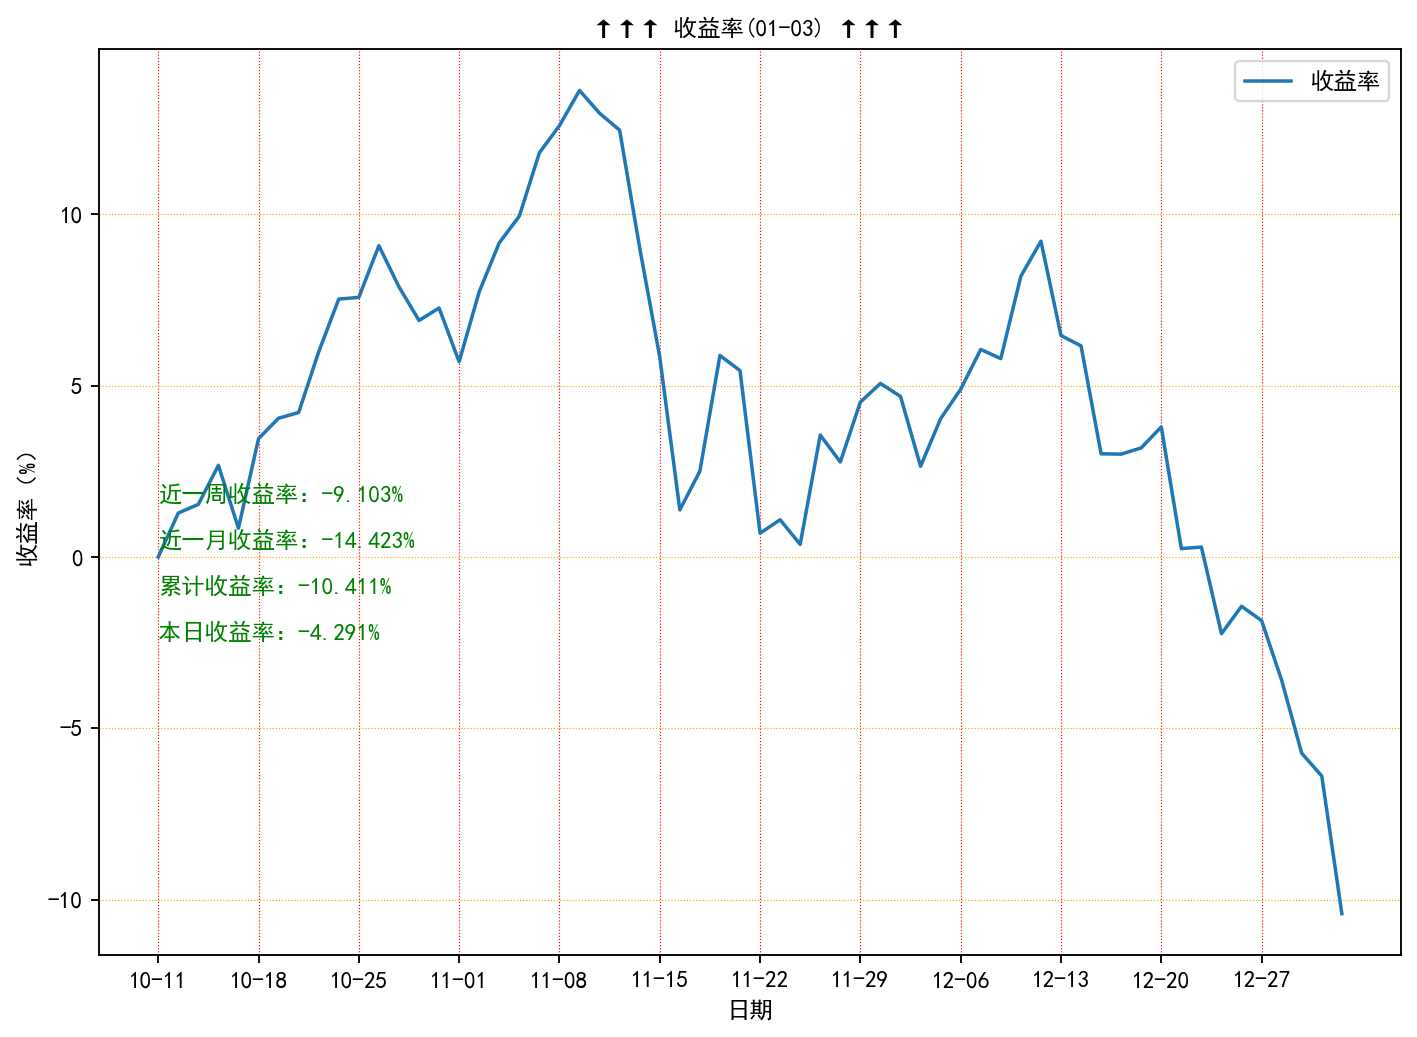 ↑↑↑ 收益率(01-03) ↑↑↑
收益率
10
5
0
-5
-10
收益率 (%)
近一周收益率：-9.103%
近一月收益率：-14.423%
累计收益率：-10.411%
本日收益率：-4.291%
10-11 10-18 10-25 11-01 11-08 11-15 11-22 11-29 12-06 12-13 12-20 12-27
日期